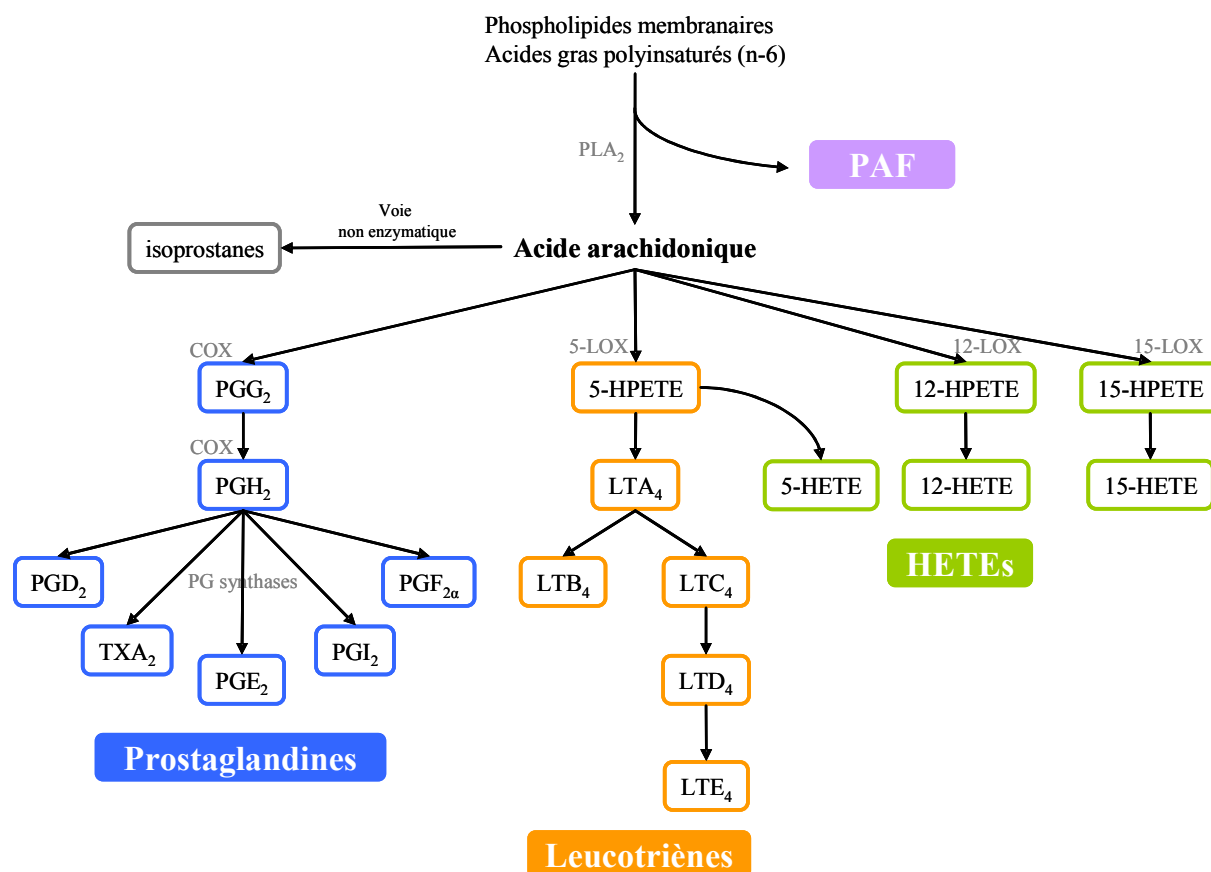 Phospholipides membranaires
Acides gras polyinsaturés (n-6)
PLA₂
PAF
Voie
non enzymatique
isoprostanes
Acide arachidonique
COX
5-LOX
12-LOX
15-LOX
PGG₂
5-HPETE
12-HPETE
15-HPETE
COX
PGH₂
LTA₄
5-HETE
12-HETE
15-HETE
HETEs
PGD₂
PG synthases
PGF₂α
LTB₄
LTC₄
TXA₂
PGE₂
PGI₂
LTD₄
Prostaglandines
LTE₄
Leucotriènes